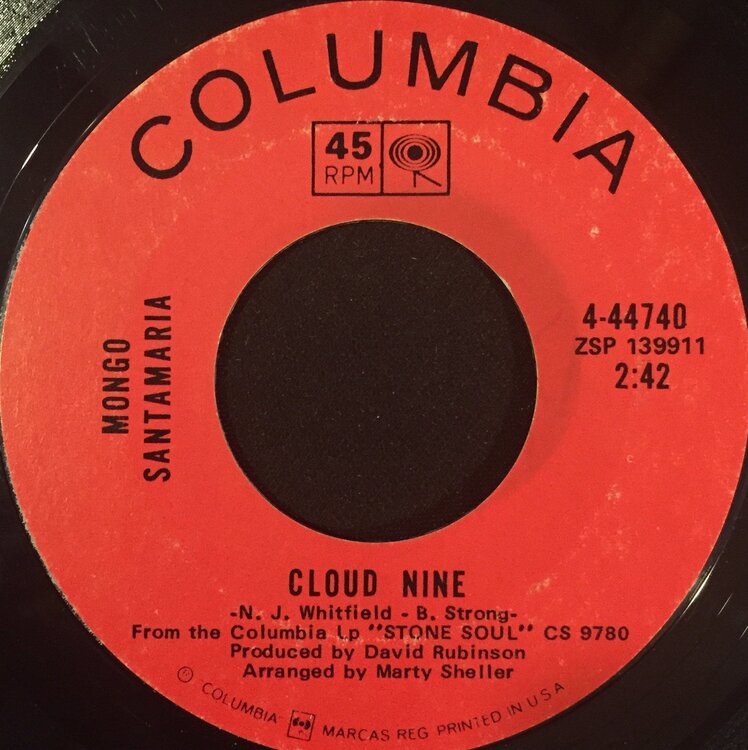 COLUMBIA
45
RPM
MONGO
SANTAMARIA
4-44740
ZSP 139911
2:42
CLOUD NINE
-N. J. Whitfield - B. Strong-
From the Columbia Lp "STONE SOUL" CS 9780
Produced by David Rubinson
Arranged by Marty Sheller
℗ COLUMBIA MARCAS REG PRINTED IN U S A